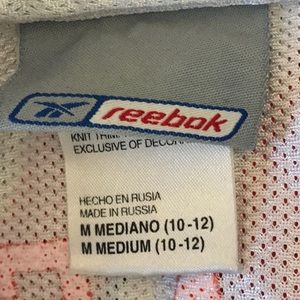 reebok
KNIT TRIM
EXCLUSIVE OF DECOR
HECHO EN RUSIA
MADE IN RUSSIA
M MEDIANO (10-12)
M MEDIUM (10-12)